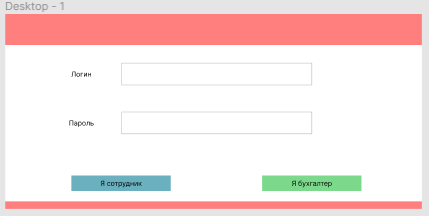 Desktop - 1
Логин
Пароль
Я сотрудник
Я бухгалтер